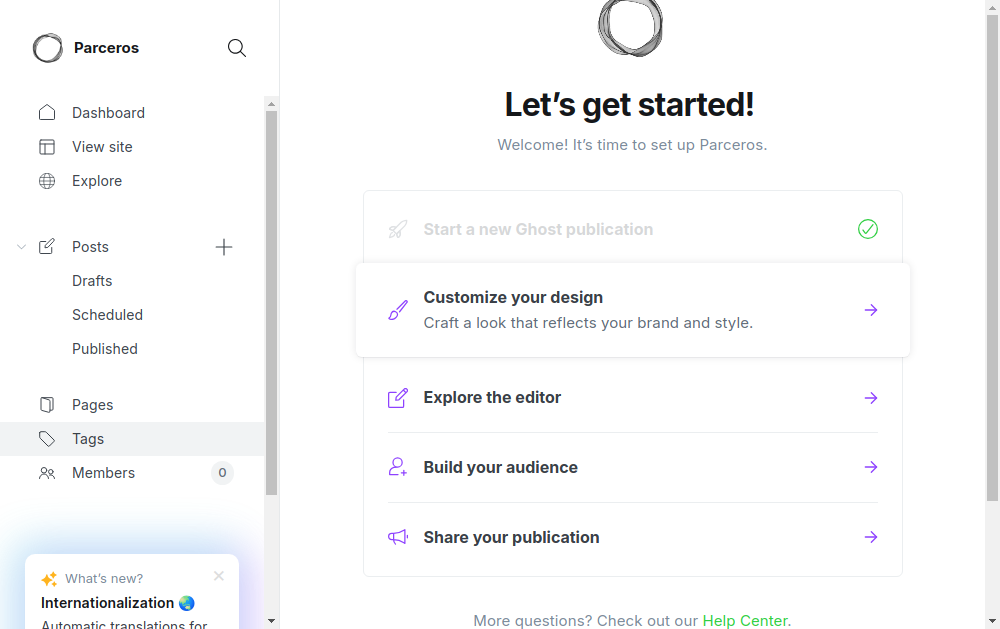 Parceros
Dashboard
View site
Explore
Posts
Drafts
Scheduled
Published
Pages
Tags
Members 0
What's new?
Internationalization
Automatic translations for
Let's get started!
Welcome! It's time to set up Parceros.
Start a new Ghost publication
Customize your design
Craft a look that reflects your brand and style.
Explore the editor
Build your audience
Share your publication
More questions? Check out our Help Center.